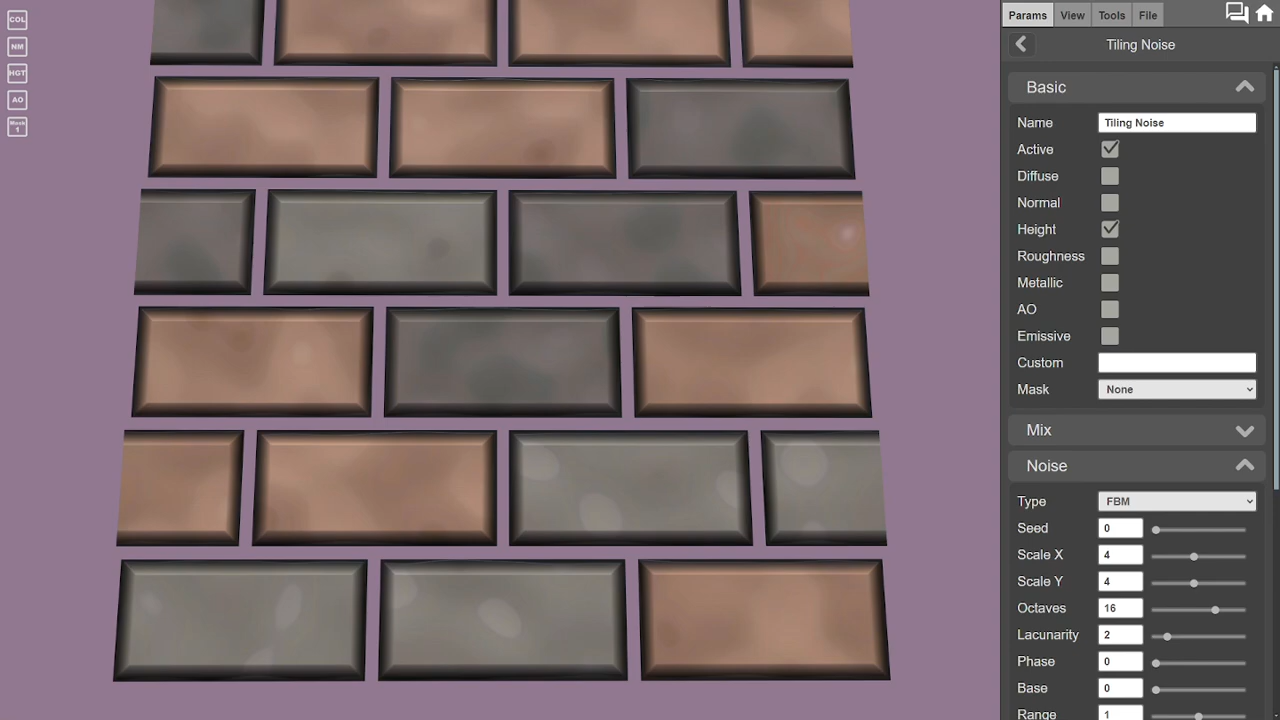 COL
NM
HGT
AO
Mask
1
Params View Tools File
Tiling Noise
Basic
Name Tiling Noise
Active
Diffuse
Normal
Height
Roughness
Metallic
AO
Emissive
Custom
Mask None
Mix
Noise
Type FBM
Seed 0
Scale X 4
Scale Y 4
Octaves 16
Lacunarity 2
Phase 0
Base 0
Range 1